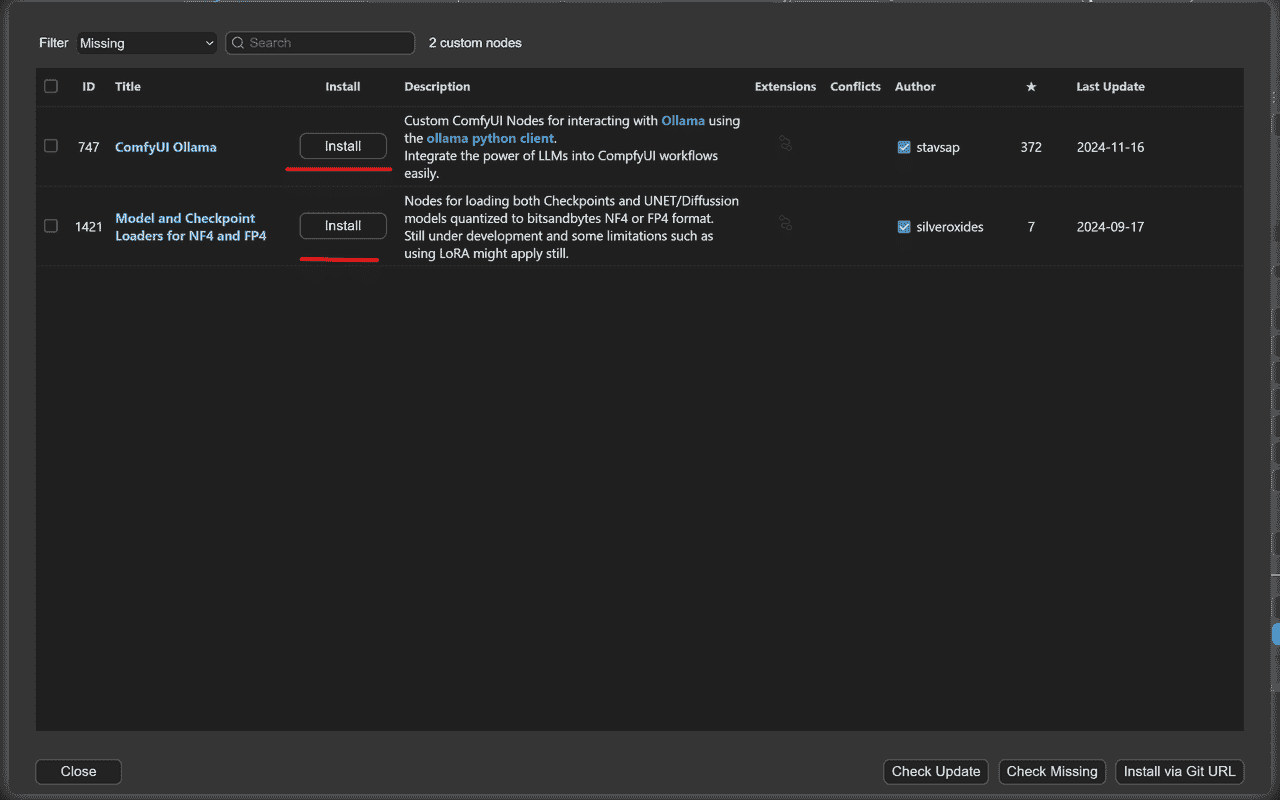 Filter Missing Search 2 custom nodes
ID Title Install Description Extensions Conflicts Author ★ Last Update
747 ComfyUI Ollama Install Custom ComfyUI Nodes for interacting with Ollama using
the ollama python client.
Integrate the power of LLMs into CompfyUI workflows
easily.
stavsap 372 2024-11-16
1421 Model and Checkpoint
Loaders for NF4 and FP4
Install
Nodes for loading both Checkpoints and UNET/Diffussion
models quantized to bitsandbytes NF4 or FP4 format.
Still under development and some limitations such as
using LoRA might apply still.
silveroxides 7 2024-09-17
Close Check Update Check Missing Install via Git URL